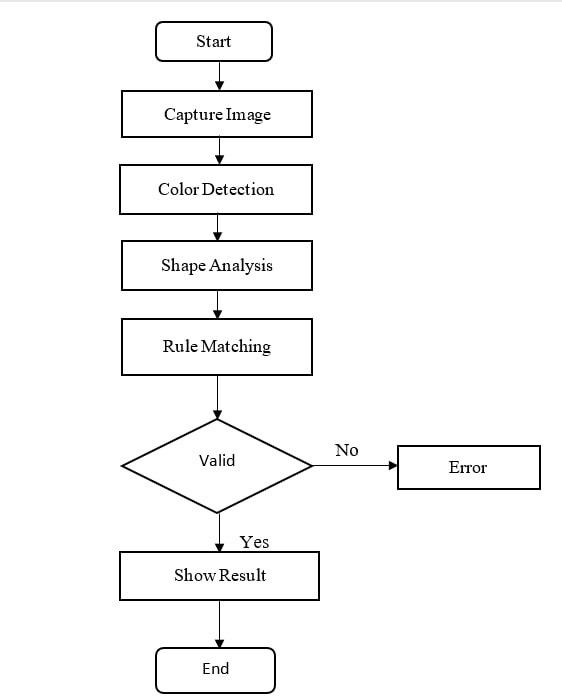 Start
Capture Image
Color Detection
Shape Analysis
Rule Matching
Valid
No
Error
Yes
Show Result
End